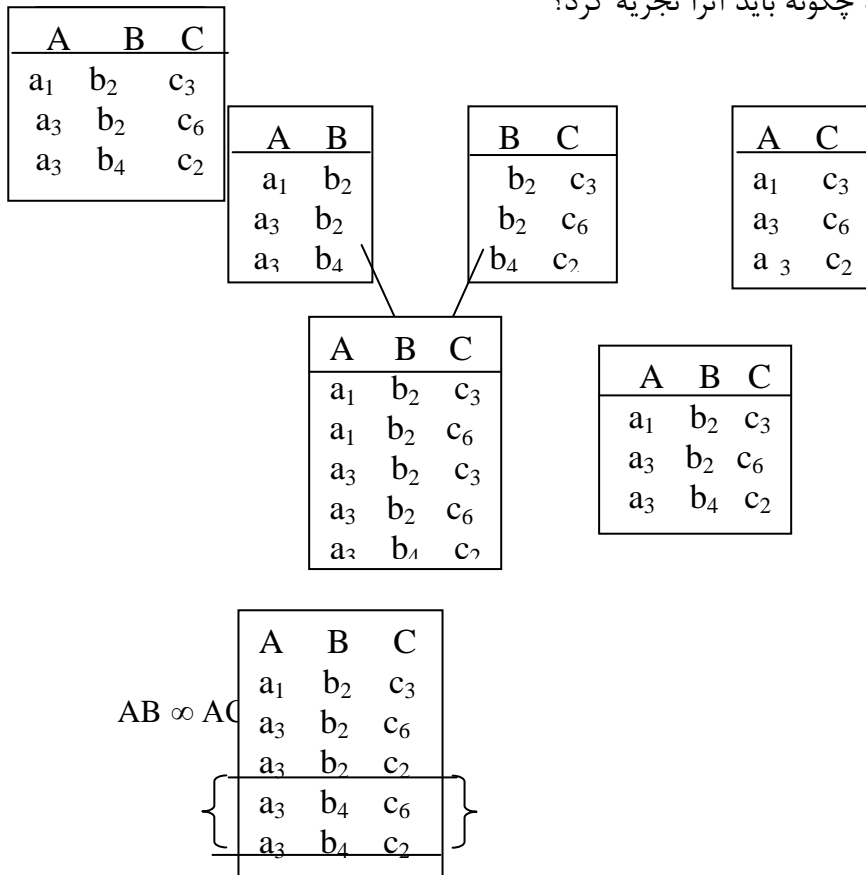 چگونه باید آنرا تجزیه کرد؟
A B C
a₁ b₂ c₃
a₃ b₂ c₆
a₃ b₄ c₂
A B
a₁ b₂
a₃ b₂
a₃ b₄
B C
b₂ c₃
b₂ c₆
b₄ c₂
A C
a₁ c₃
a₃ c₆
a ₃ c₂
A B C
a₁ b₂ c₃
a₁ b₂ c₆
a₃ b₂ c₃
a₃ b₂ c₆
a₃ b₄ c₂
A B C
a₁ b₂ c₃
a₃ b₂ c₆
a₃ b₄ c₂
AB ∞ AC
A B C
a₁ b₂ c₃
a₃ b₂ c₆
a₃ b₂ c₂
{ a₃ b₄ c₆ }
a₃ b₄ c₂